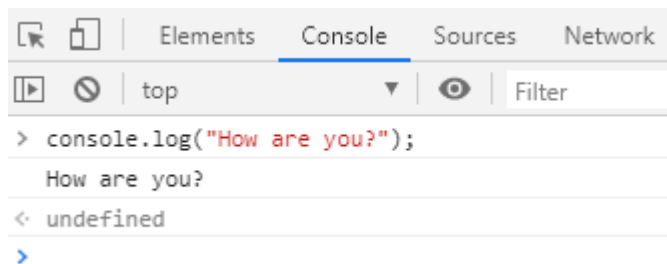 Elements Console Sources Network
top Filter
> console.log("How are you?");
How are you?
undefined
>